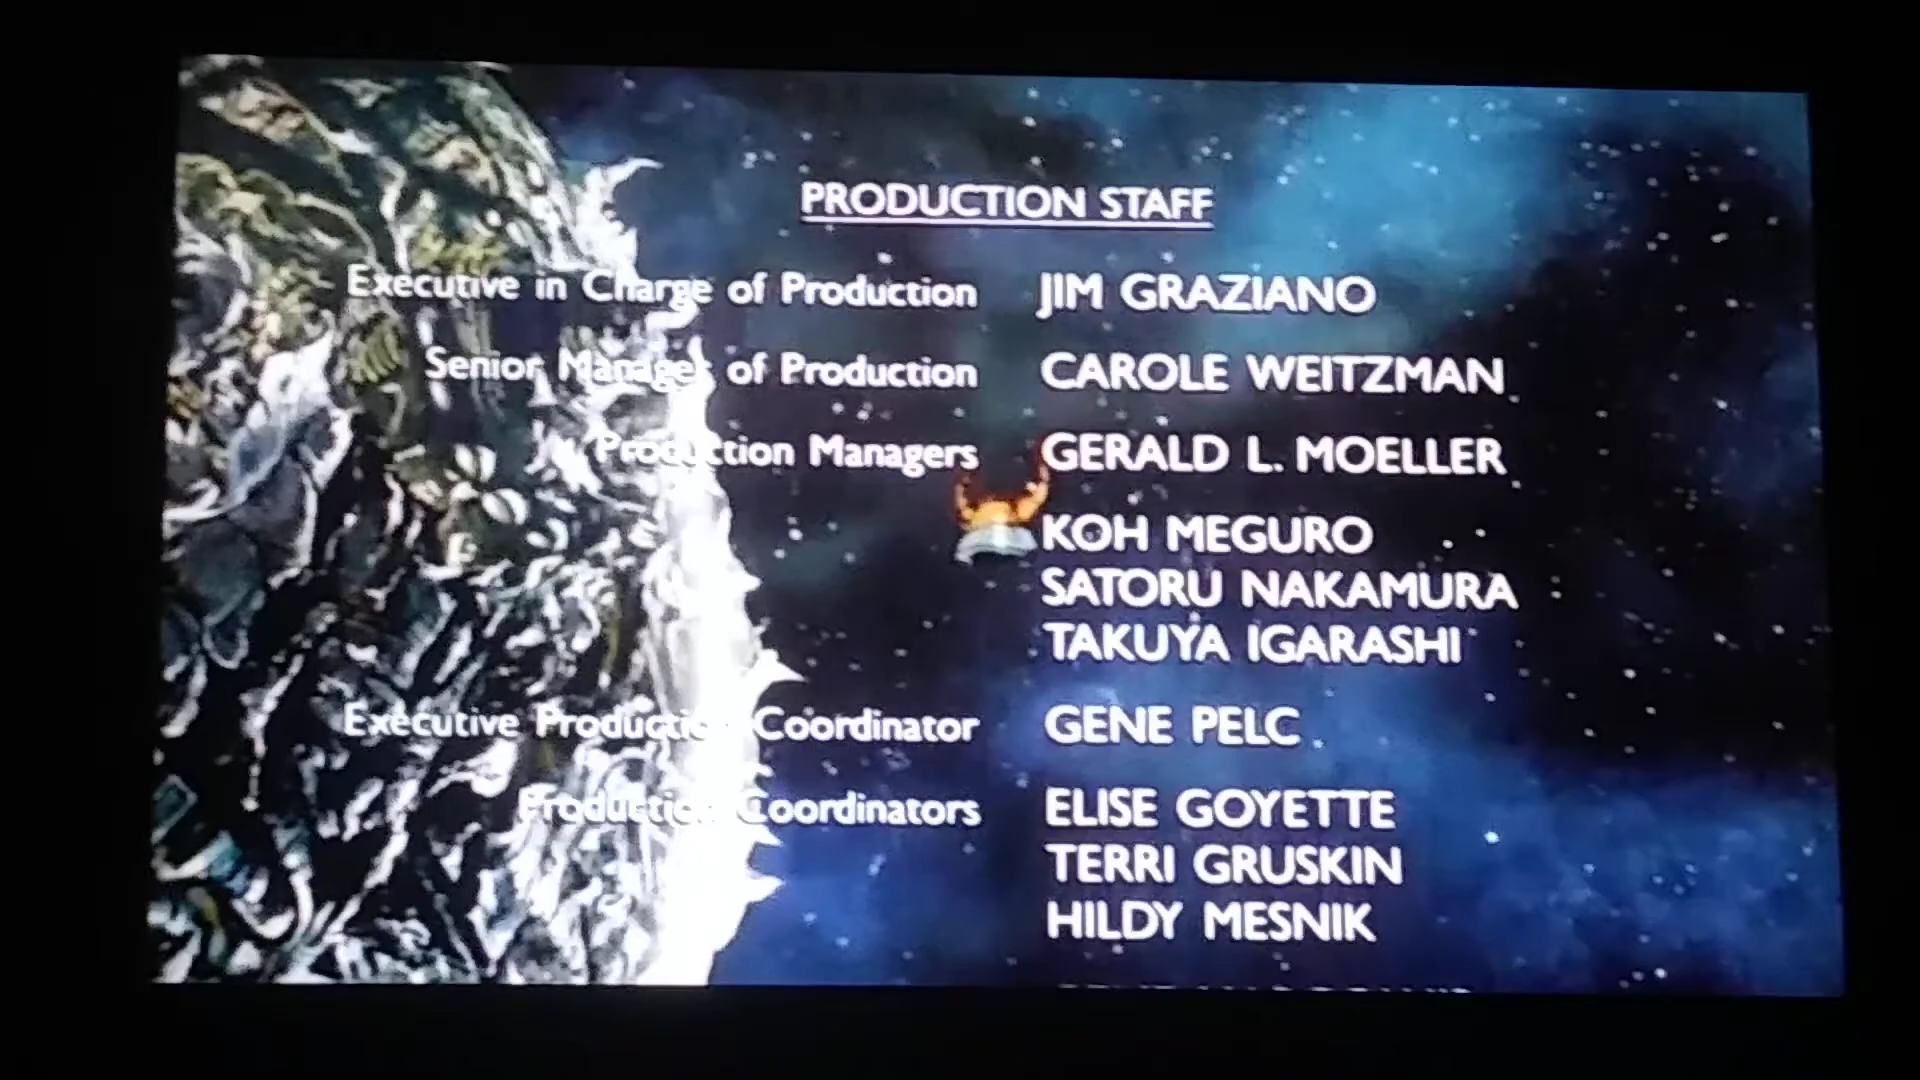 PRODUCTION STAFF
Executive in Charge of Production JIM GRAZIANO
Senior Manager of Production CAROLE WEITZMAN
Production Managers GERALD L. MOELLER
KOH MEGURO
SATORU NAKAMURA
TAKUYA IGARASHI
Executive Production Coordinator GENE PELC
Production Coordinators ELISE GOYETTE
TERRI GRUSKIN
HILDY MESNIK